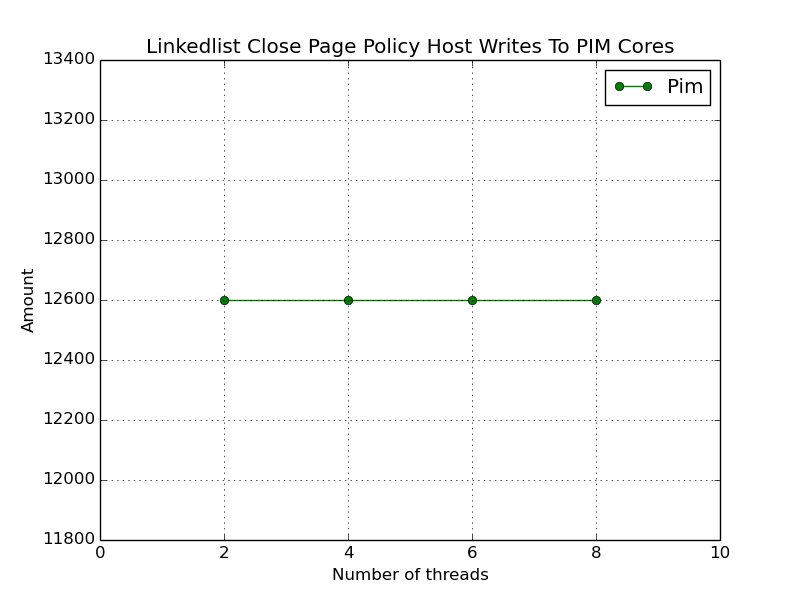 Linkedlist Close Page Policy Host Writes To PIM Cores
13400
Pim
13200
13000
12800
12600
12400
12200
12000
11800
Amount
0 2 4 6 8 10
Number of threads